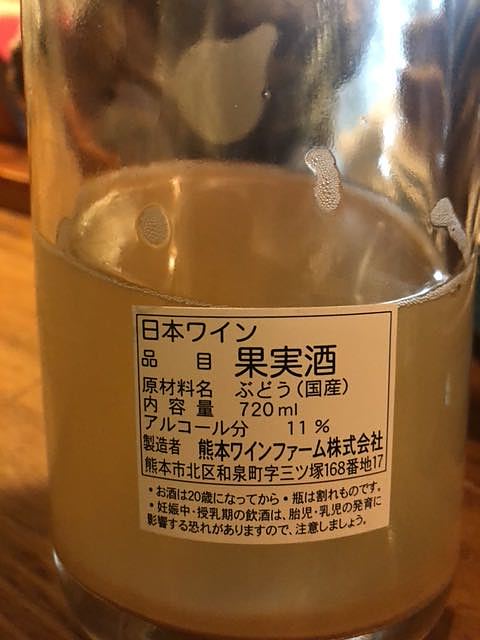 日本ワイン
品目 果実酒
原材料名 ぶどう(国産)
内容量 720ml
アルコール分 11%
製造者 熊本ワインファーム株式会社
熊本市北区和泉町字三ツ塚168番地17
・お酒は20歳になってから・瓶は割れものです。
・妊娠中・授乳期の飲酒は、胎児・乳児の発育に
影響する恐れがありますので、注意しましょう。